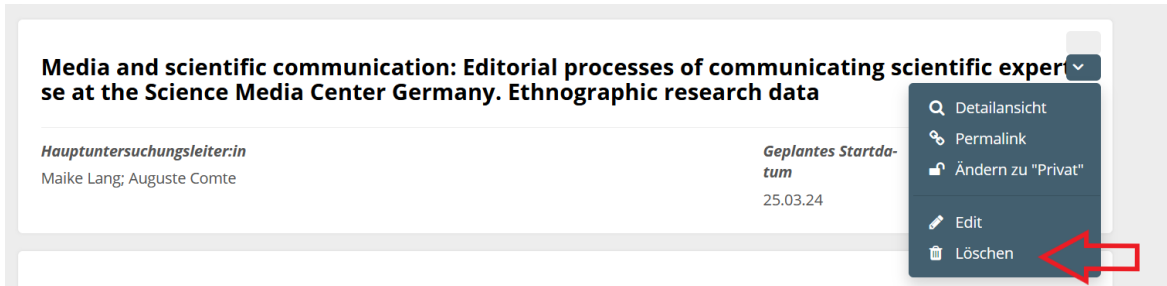 Media and scientific communication: Editorial processes of communicating scientific expert
se at the Science Media Center Germany. Ethnographic research data
Hauptuntersuchungsleiter:in
Maike Lang; Auguste Comte
Geplantes Startda-
tum
25.03.24
Detailansicht
Permalink
Ändern zu "Privat"
Edit
Löschen